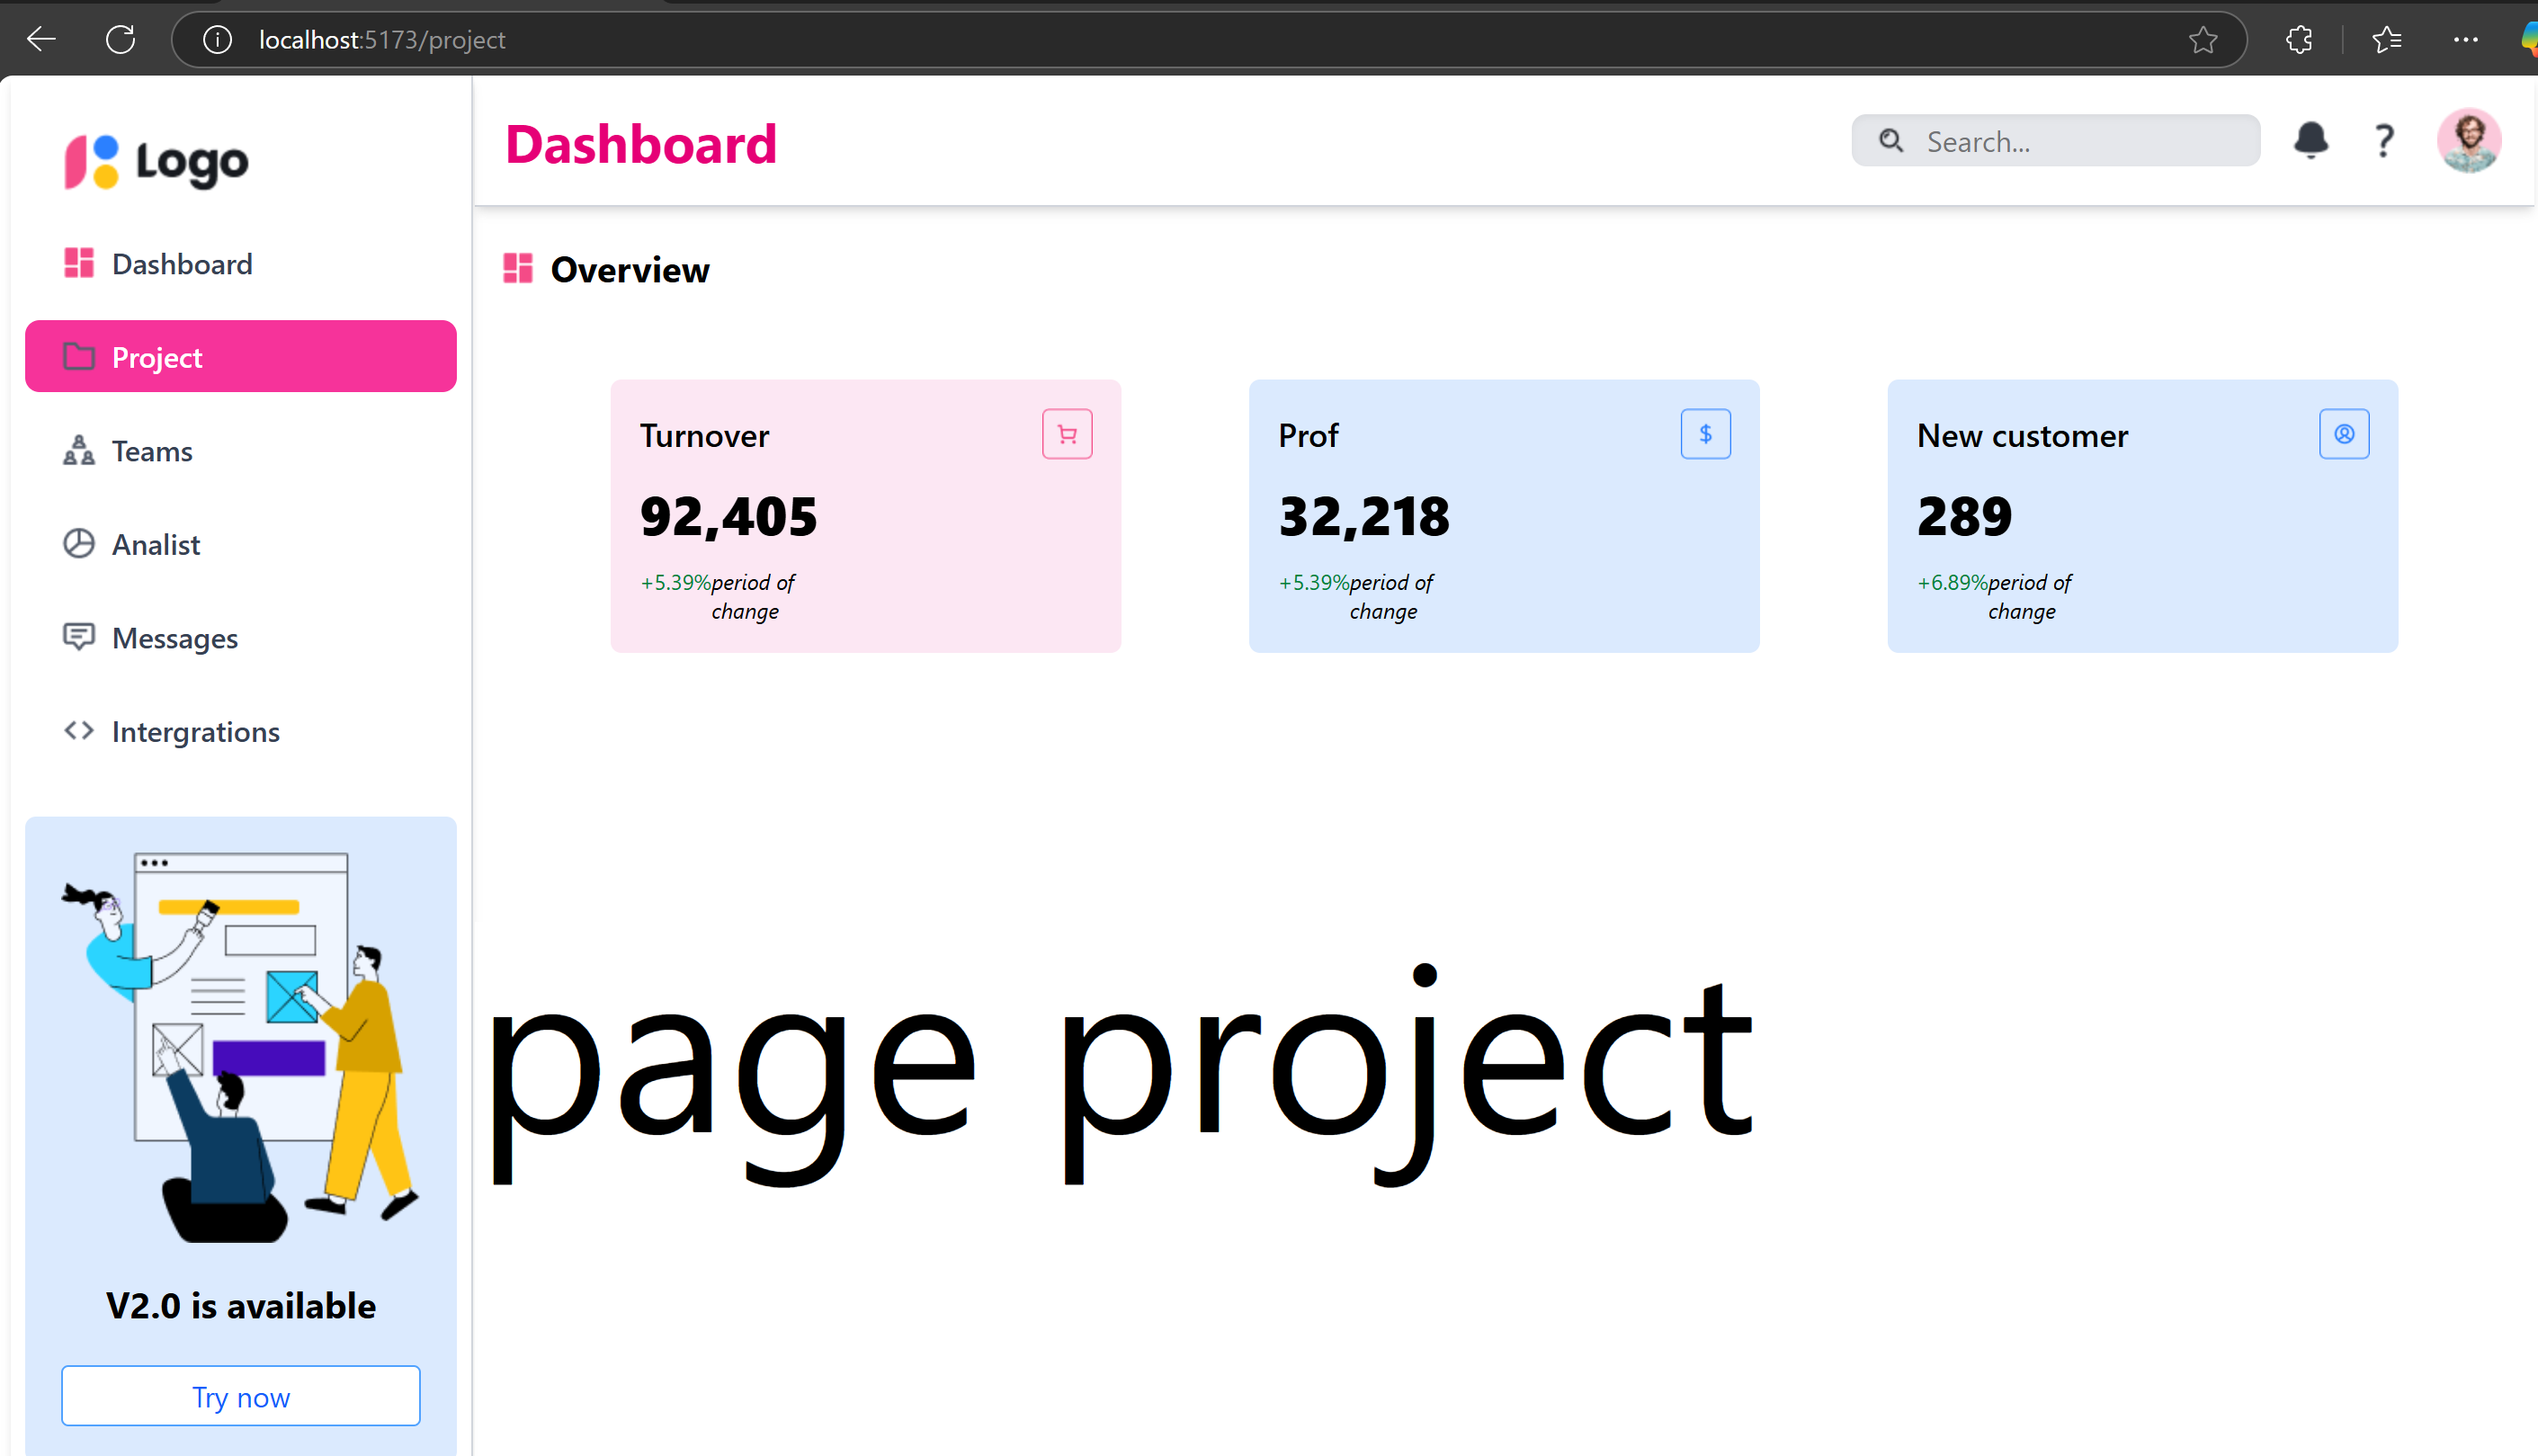 localhost:5173/project
Logo
Dashboard
Search...
Dashboard
Project
Teams
Analist
Messages
Intergrations
V2.0 is available
Try now
Overview
Turnover
92,405
+5.39%period of
change
Prof
32,218
$
+5.39%period of
change
New customer
289
+6.89%period of
change
page project